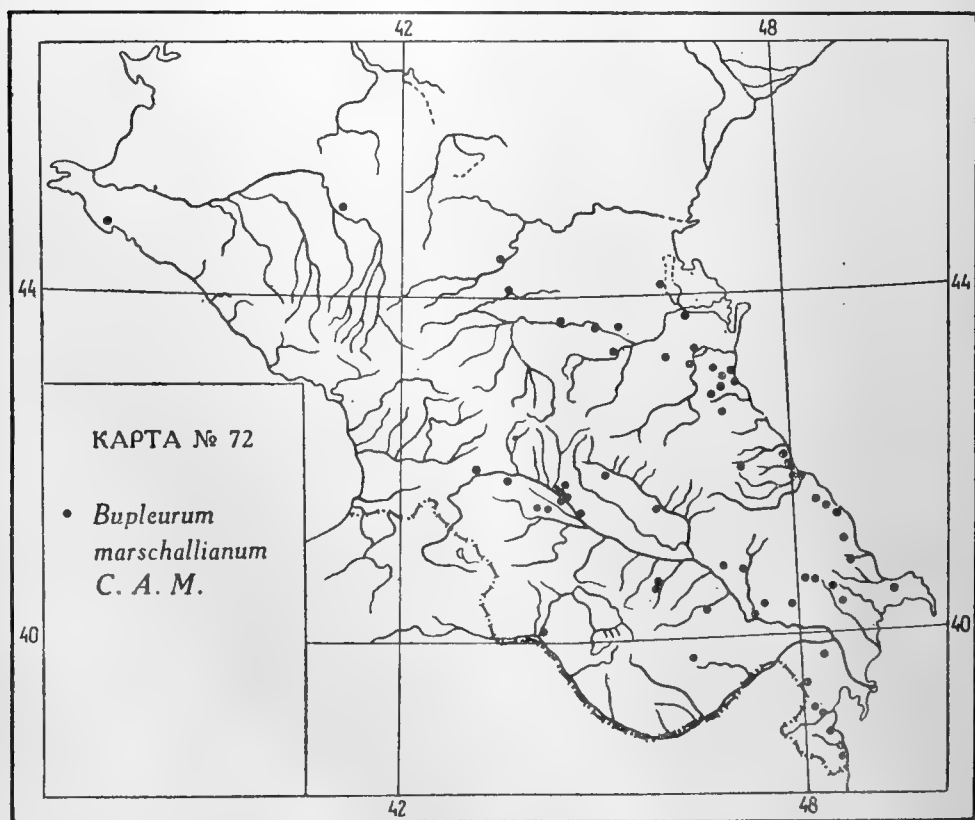 42 48
44 44
КАРТА № 72
• Bupleurum
marschallianum
C. A. M.
40 40
42 48